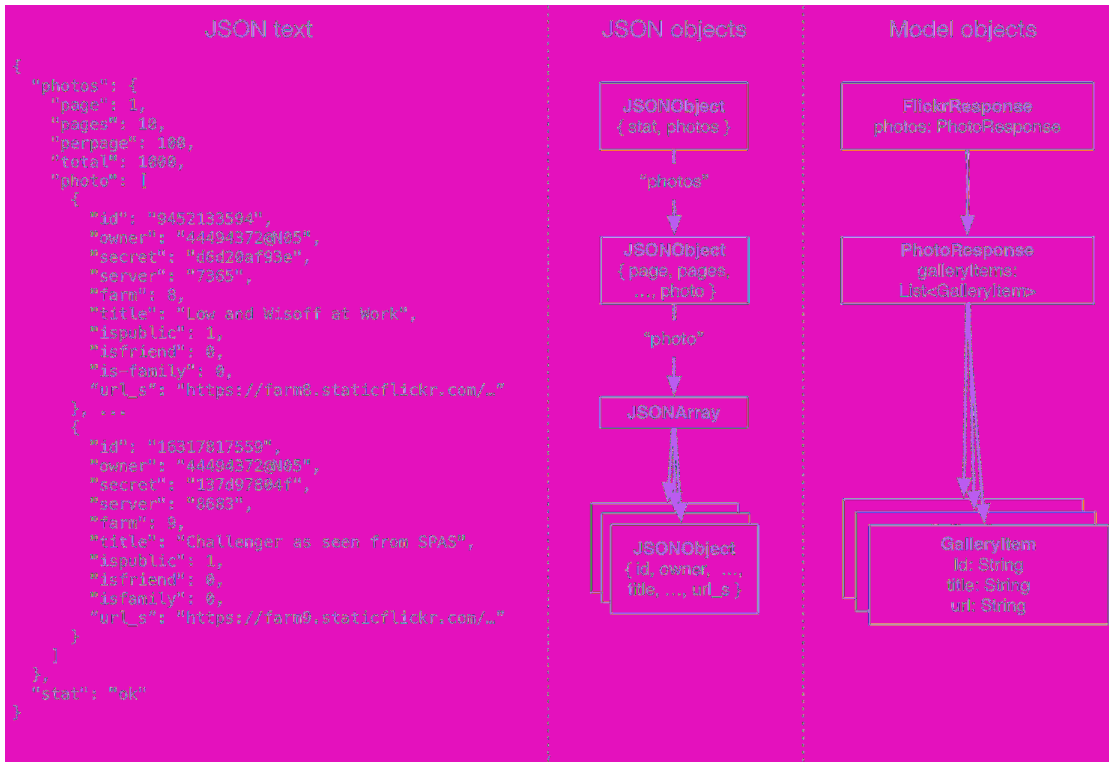 JSON text
{
"photos": {
"page": 1,
"pages": 10,
"perpage": 100,
"total": 1000,
"photo": [
{
"id": "9452133594",
"owner": "44494372@N05",
"secret": "d6d20af93e",
"server": "7365",
"farm": 8,
"title": "Low and Wisoff at Work",
"ispublic": 1,
"isfriend": 0,
"is-family": 0,
"url_s": "https://farm8.staticflickr.com/…"
}, ...
{
"id": "16317817559",
"owner": "44494372@N05",
"secret": "137d97804f",
"server": "8683",
"farm": 9,
"title": "Challenger as seen from SPAS",
"ispublic": 1,
"isfriend": 0,
"isfamily": 0,
"url_s": "https://farm9.staticflickr.com/…"
}
]
},
"stat": "ok"
}
JSON objects
JSONObject
{ stat, photos }
"photos"
JSONObject
{ page, pages,
…, photo }
"photo"
JSONArray
JSONObject
{ id, owner, …,
title, …, url_s }
Model objects
FlickrResponse
photos: PhotoResponse
PhotoResponse
galleryItems:
List<GalleryItem>
GalleryItem
id: String
title: String
url: String